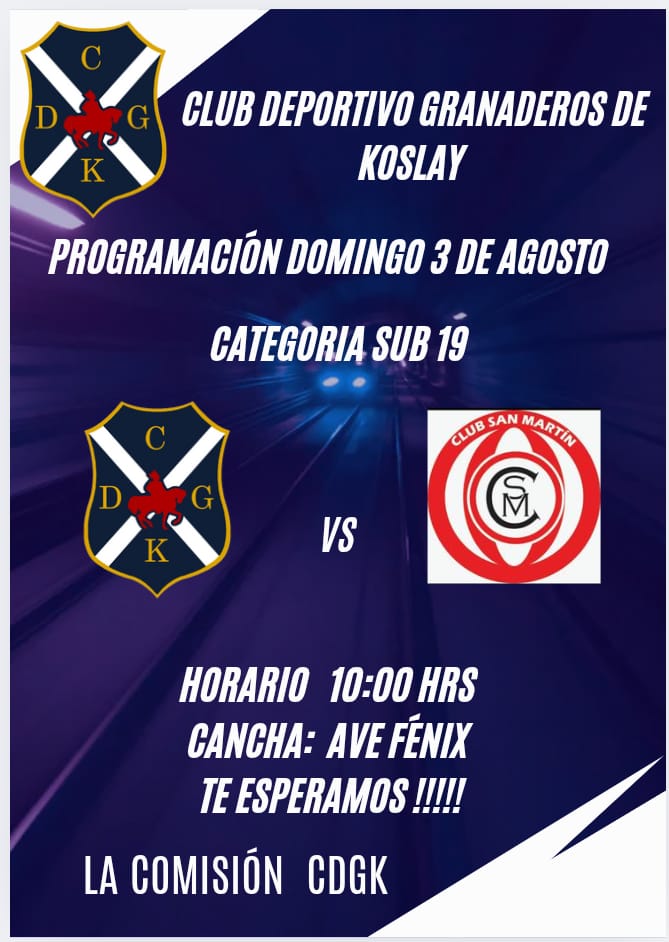 C
D G
K
CLUB DEPORTIVO GRANADEROS DE
KOSLAY
PROGRAMACIÓN DOMINGO 3 DE AGOSTO
CATEGORIA SUB 19
C
D G
K
VS
CLUB SAN MARTÍN
CSM
HORARIO 10:00 HRS
CANCHA: AVE FÉNIX
TE ESPERAMOS !!!!!
LA COMISIÓN CDGK